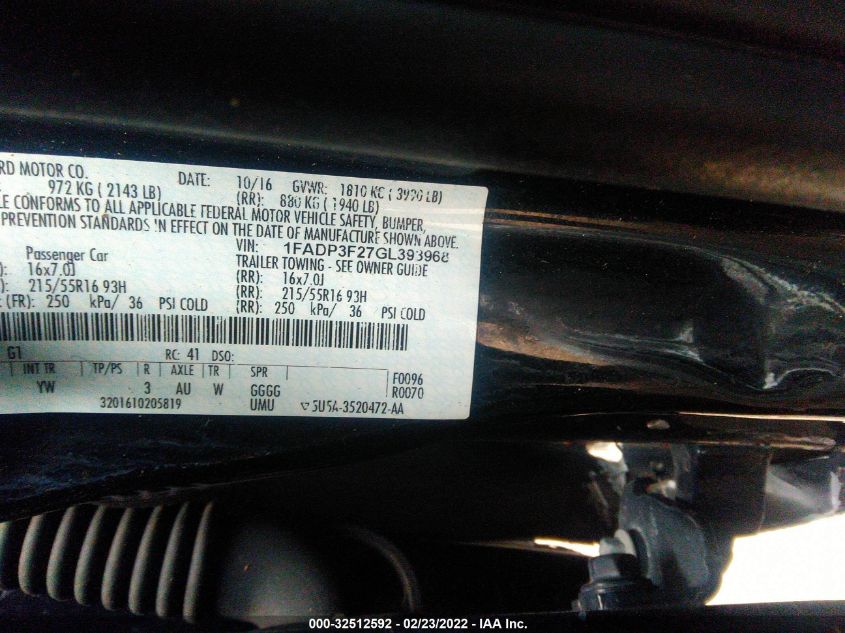 RD MOTOR CO. DATE: 10/16 GVWR: 1810 KG ( 3990 LB)
972 KG ( 2143 LB) (RR): 880 KG ( 1940 LB)
E CONFORMS TO ALL APPLICABLE FEDERAL MOTOR VEHICLE SAFETY, BUMPER,
PREVENTION STANDARDS IN EFFECT ON THE DATE OF MANUFACTURE SHOWN ABOVE.
VIN: 1FADP3F27GL393968
Passenger Car TRAILER TOWING - SEE OWNER GUIDE
R): 16x7.0J (RR): 16x7.0J
R): 215/55R16 93H (RR): 215/55R16 93H
(FR): 250 kPa/ 36 PSI COLD (RR): 250 kPa/ 36 PSI COLD
G1 RC: 41 DSO:
INT TR TP/PS R AXLE TR SPR F0096
YW 3 AU W GGGG R0070
3201610205819 UMU 5U5A-3520472-AA
000-32512592 - 02/23/2022 - IAA Inc.